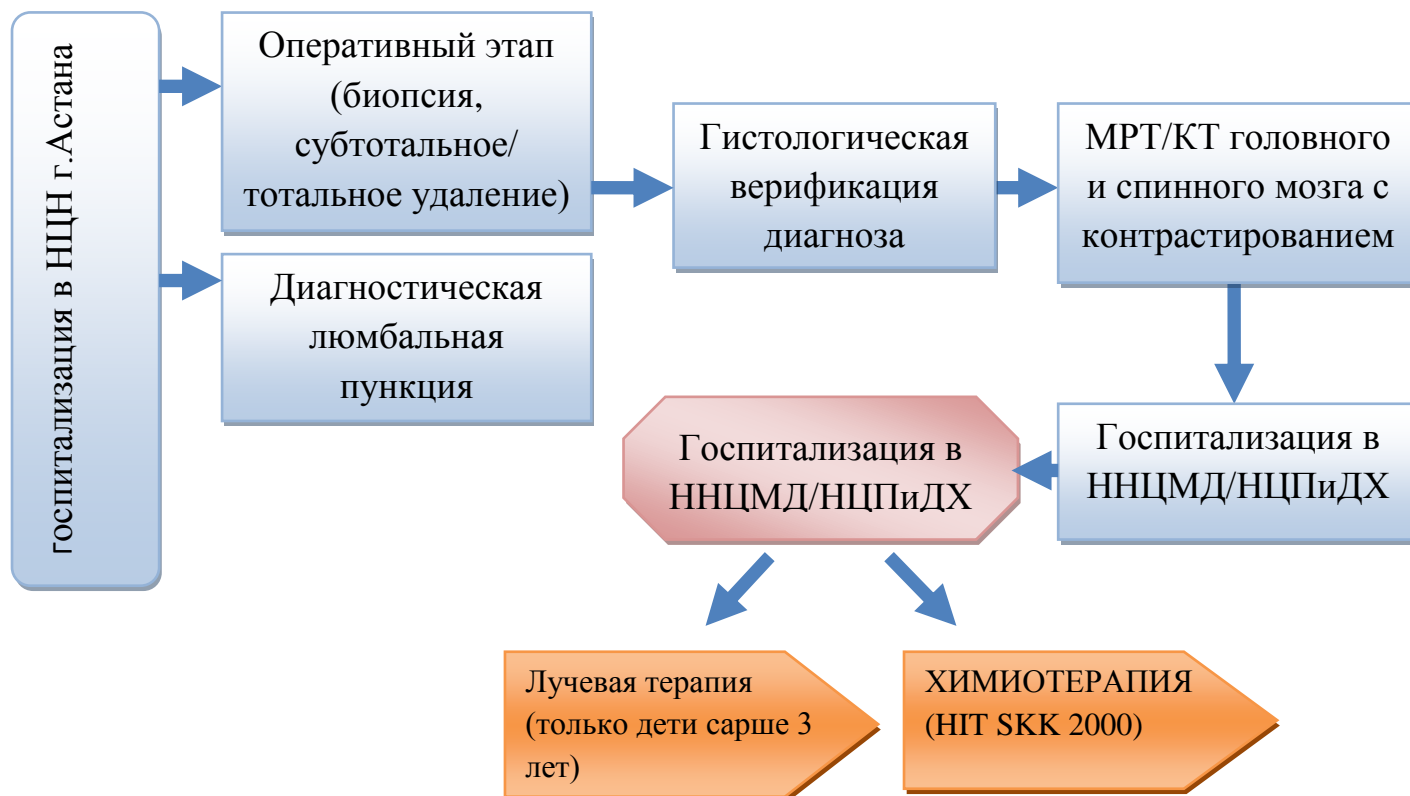 Госпитализация в НЦН г.Астана
Оперативный этап
(биопсия,
субтотальное/
тотальное удаление)
Диагностическая
люмбальная
пункция
Гистологическая
верификация
диагноза
МРТ/КТ головного
и спинного мозга с
контрастированием
Госпитализация в
ННЦМД/НЦПиДХ
Госпитализация в
ННЦМД/НЦПиДХ
Лучевая терапия
(только дети сарше 3
лет)
ХИМИОТЕРАПИЯ
(HIT SKK 2000)